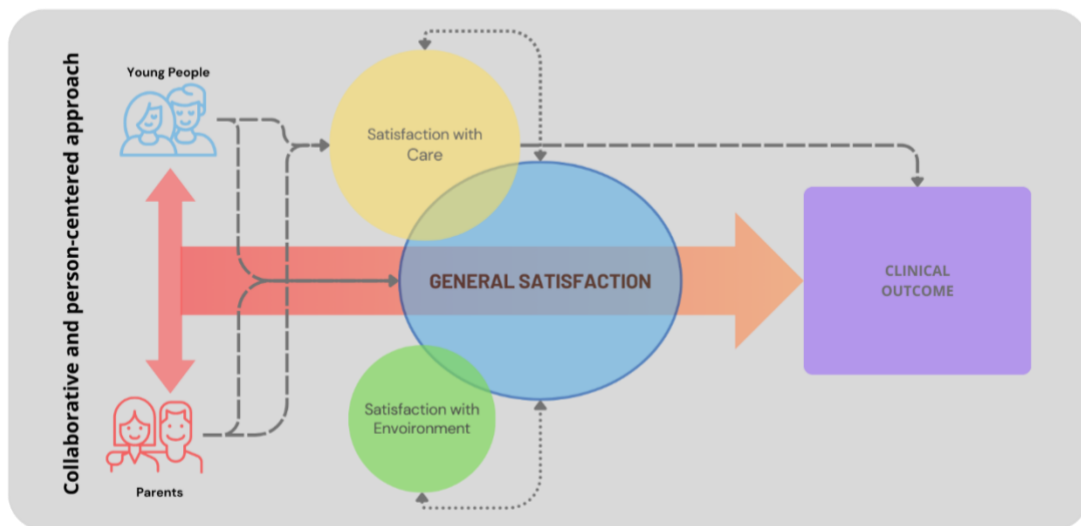 Collaborative and person-centered approach
Young People
Satisfaction with
Care
GENERAL SATISFACTION
CLINICAL
OUTCOME
Satisfaction with
Envoironment
Parents